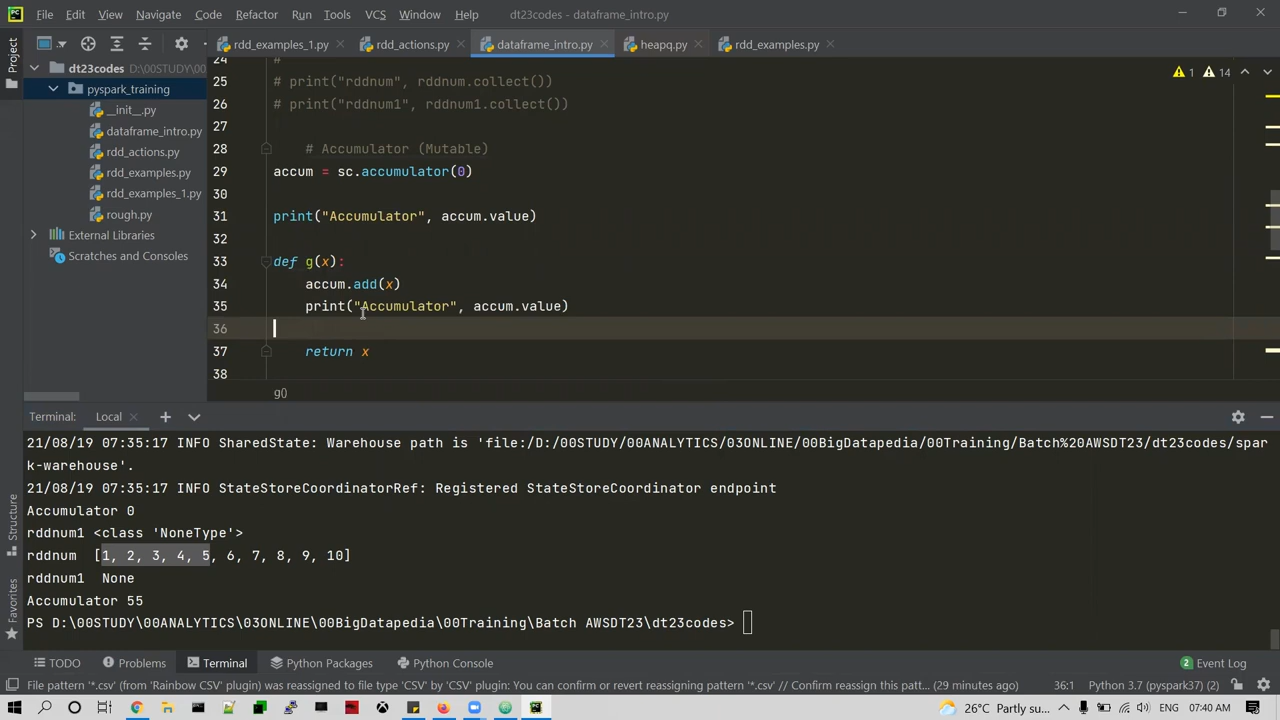 File Edit View Navigate Code Refactor Run Tools VCS Window Help dt23codes - dataframe_intro.py
Project
rdd_examples_1.py rdd_actions.py dataframe_intro.py heapq.py rdd_examples.py
dt23codes
pyspark_training
__init__.py
dataframe_intro.py
rdd_actions.py
rdd_examples.py
rdd_examples_1.py
rough.py
External Libraries
Scratches and Consoles
1 14
24 #
25 # print("rddnum", rddnum.collect())
26 # print("rddnum1", rddnum1.collect())
27
28 # Accumulator (Mutable)
29 accum = sc.accumulator(0)
30
31 print("Accumulator", accum.value)
32
33 def g(x):
34 accum.add(x)
35 print("Accumulator", accum.value)
36
37 return x
38
g()
Terminal: Local
21/08/19 07:35:17 INFO SharedState: Warehouse path is 'file:/D:/00STUDY/00ANALYTICS/03ONLINE/00BigDatapedia/00Training/Batch%20AWSDT23/dt23codes/spar
k-warehouse'.
21/08/19 07:35:17 INFO StateStoreCoordinatorRef: Registered StateStoreCoordinator endpoint
Accumulator 0
rddnum1 <class 'NoneType'>
rddnum  [1, 2, 3, 4, 5, 6, 7, 8, 9, 10]
rddnum1  None
Accumulator 55
PS D:\00STUDY\00ANALYTICS\03ONLINE\00BigDatapedia\00Training\Batch AWSDT23\dt23codes>
Structure
Favorites
TODO Problems Terminal Python Packages Python Console 2 Event Log
File pattern '*.csv' (from 'Rainbow CSV' plugin) was reassigned to file type 'CSV' by 'CSV' plugin: You can confirm or revert reassigning pattern '*.csv' // Confirm reassign this patt... (29 minutes ago) 36:1 Python 3.7 (pyspark37) (2)
26°C Partly su... ENG 07:40 AM